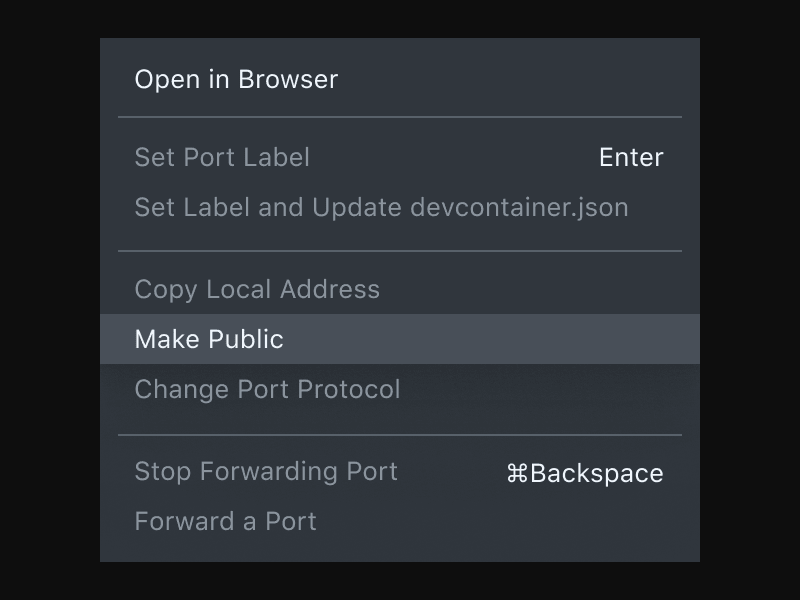 Open in Browser
Set Port Label Enter
Set Label and Update devcontainer.json
Copy Local Address
Make Public
Change Port Protocol
Stop Forwarding Port ⌘Backspace
Forward a Port